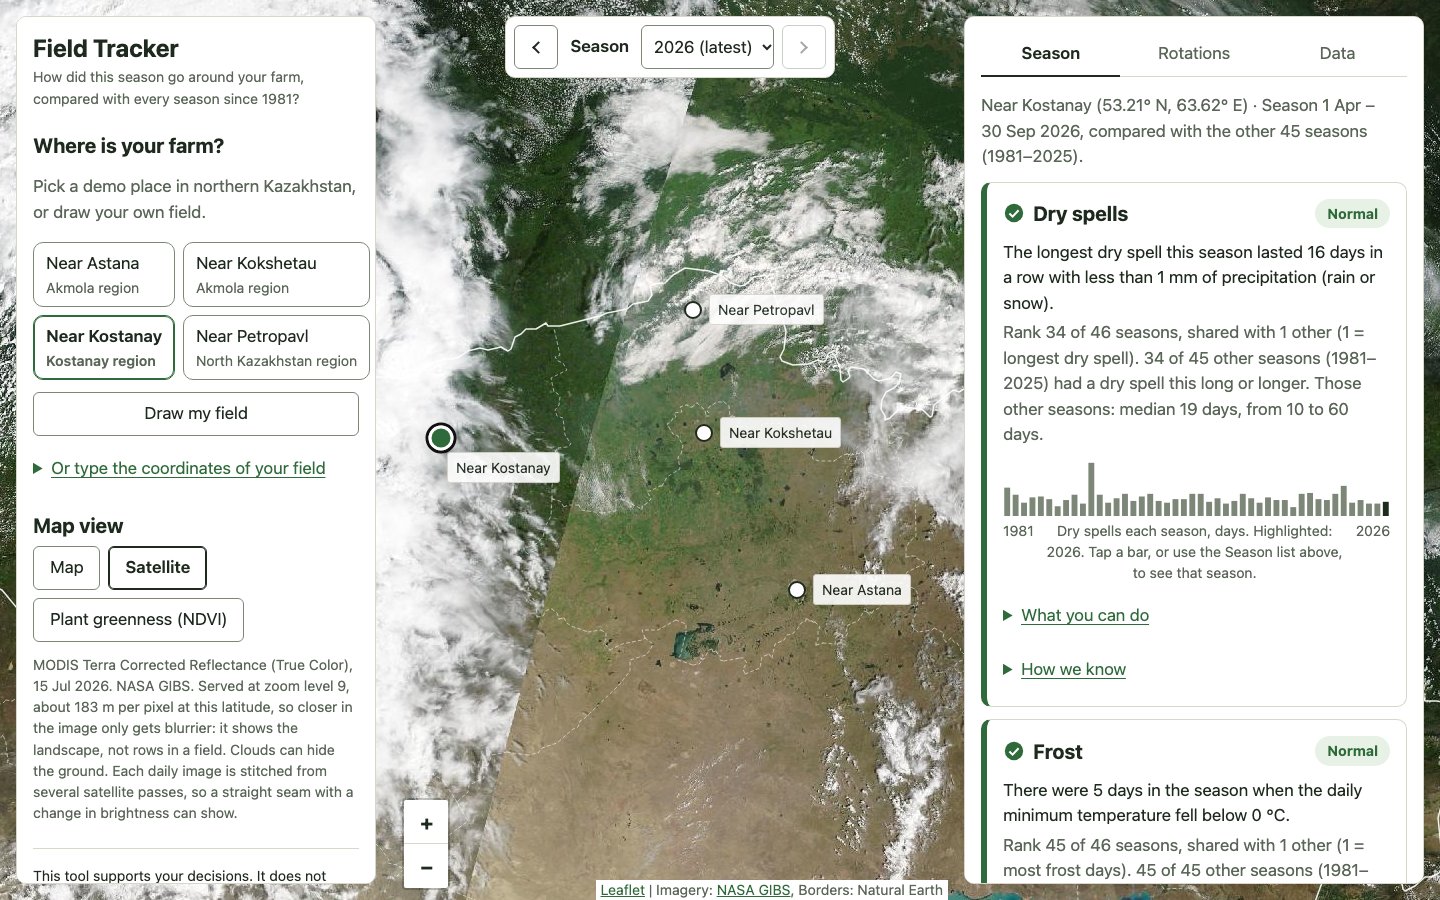 Field Tracker
How did this season go around your farm,
compared with every season since 1981?
Where is your farm?
Pick a demo place in northern Kazakhstan,
or draw your own field.
Near Astana
Akmola region
Near Kokshetau
Akmola region
Near Kostanay
Kostanay region
Near Petropavl
North Kazakhstan region
Draw my field
Or type the coordinates of your field
Map view
Map
Satellite
Plant greenness (NDVI)
MODIS Terra Corrected Reflectance (True Color),
15 Jul 2026. NASA GIBS. Served at zoom level 9,
about 183 m per pixel at this latitude, so closer in
the image only gets blurrier: it shows the
landscape, not rows in a field. Clouds can hide
the ground. Each daily image is stitched from
several satellite passes, so a straight seam with a
change in brightness can show.
This tool supports your decisions. It does not
Season
2026 (latest)
Near Petropavl
Near Kokshetau
Near Kostanay
Near Astana
+
−
Leaflet | Imagery: NASA GIBS, Borders: Natural Earth
Season
Rotations
Data
Near Kostanay (53.21° N, 63.62° E) · Season 1 Apr –
30 Sep 2026, compared with the other 45 seasons
(1981–2025).
Dry spells
Normal
The longest dry spell this season lasted 16 days in
a row with less than 1 mm of precipitation (rain or
snow).
Rank 34 of 46 seasons, shared with 1 other (1 =
longest dry spell). 34 of 45 other seasons (1981–
2025) had a dry spell this long or longer. Those
other seasons: median 19 days, from 10 to 60
days.
1981
Dry spells each season, days. Highlighted:
2026. Tap a bar, or use the Season list above,
to see that season.
2026
What you can do
How we know
Frost
Normal
There were 5 days in the season when the daily
minimum temperature fell below 0 °C.
Rank 45 of 46 seasons, shared with 1 other (1 =
most frost days). 45 of 45 other seasons (1981–